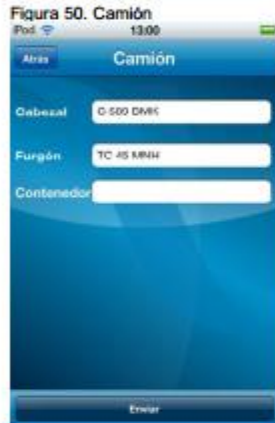 Figura 50. Camión
iPod 13:00
Atrás Camión
Cabezal C-500 DMK
Furgón TC 45 MNH
Contenedor
Enviar